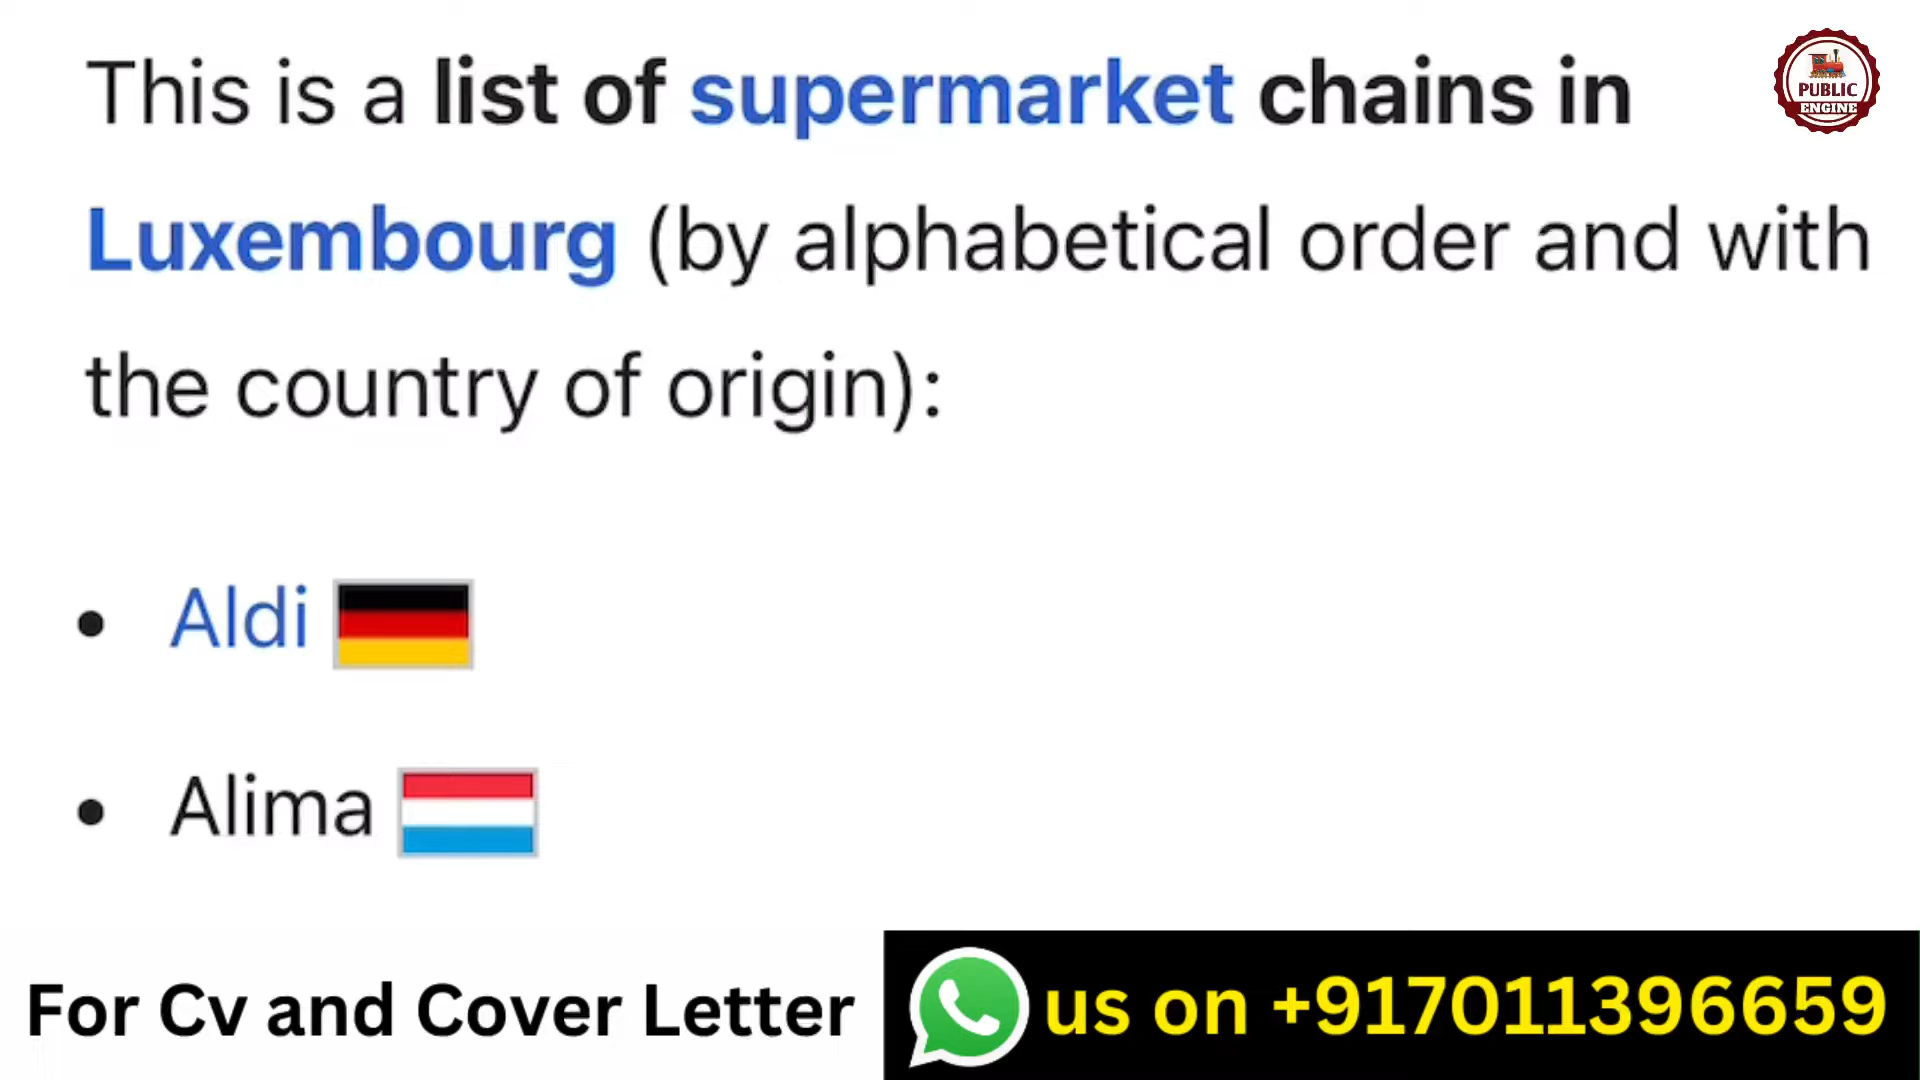 This is a list of supermarket chains in
PUBLIC
ENGINE
Luxembourg (by alphabetical order and with
the country of origin):
• Aldi
• Alima
For Cv and Cover Letter
us on +917011396659